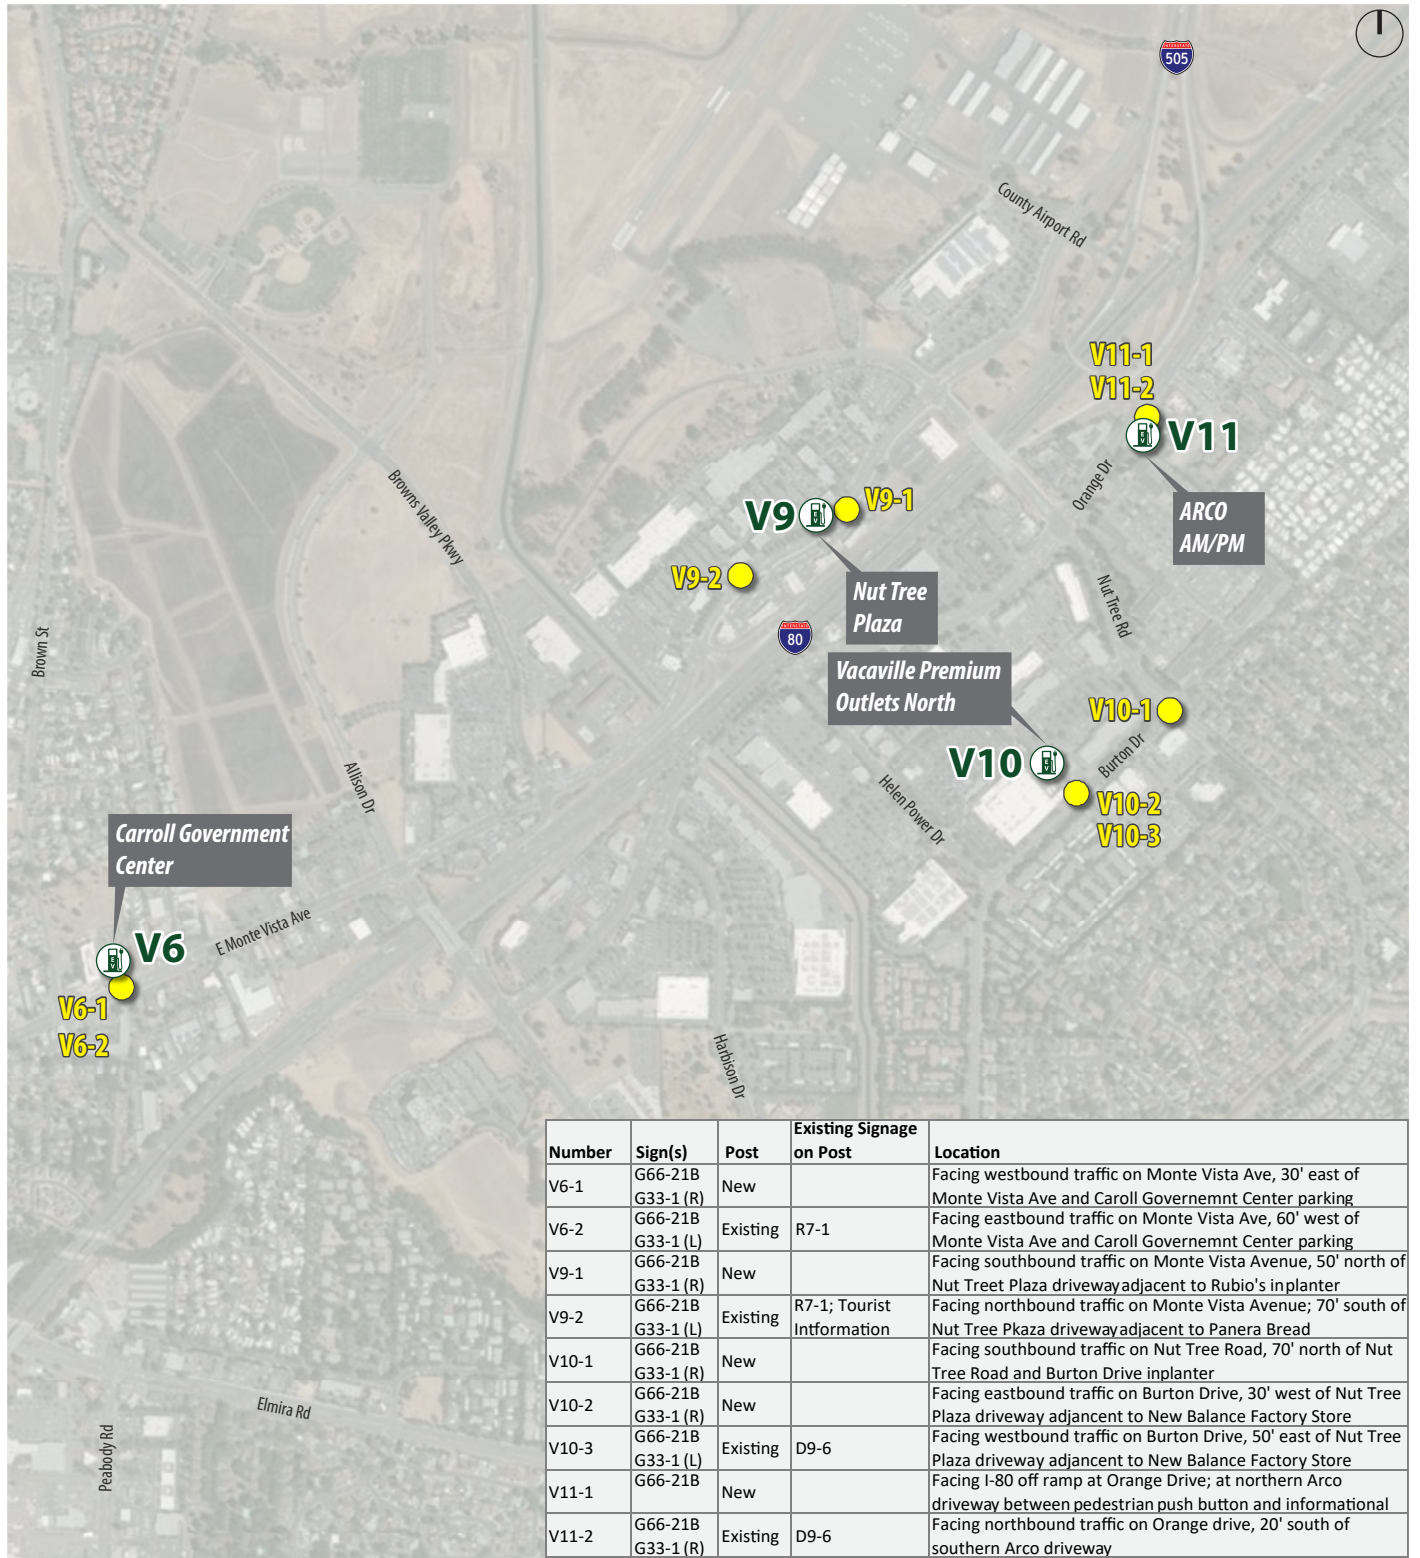 INTERSTATE
505
County Airport Rd
V11-1
V11-2
V11
Orange Dr
ARCO
AM/PM
Browns Valley Pkwy
V9
V9-1
V9-2
Nut Tree
Plaza
Nut Tree Rd
INTERSTATE
80
Brown St
Vacaville Premium
Outlets North
V10-1
Burton Dr
V10
V10-2
V10-3
Helen Power Dr
Allison Dr
Carroll Government
Center
E Monte Vista Ave
V6
V6-1
V6-2
Harbison Dr
Elmira Rd
Peabody Rd
Number Sign(s) Post Existing Signage on Post Location
V6-1 G66-21B New Facing westbound traffic on Monte Vista Ave, 30' east of
G33-1 (R) Monte Vista Ave and Caroll Governemnt Center parking
V6-2 G66-21B Existing R7-1 Facing eastbound traffic on Monte Vista Ave, 60' west of
G33-1 (L) Monte Vista Ave and Caroll Governemnt Center parking
V9-1 G66-21B New Facing southbound traffic on Monte Vista Avenue, 50' north of
G33-1 (R) Nut Treet Plaza driveway adjacent to Rubio's in planter
V9-2 G66-21B Existing R7-1; Tourist Facing northbound traffic on Monte Vista Avenue; 70' south of
G33-1 (L) Intformation Nut Tree Pkaza driveway adjacent to Panera Bread
V10-1 G66-21B New Facing southbound traffic on Nut Tree Road, 70' north of Nut
G33-1 (R) Tree Road and Burton Drive in planter
V10-2 G66-21B New Facing eastbound traffic on Burton Drive, 30' west of Nut Tree
G33-1 (R) Plaza driveway adjancent to New Balance Factory Store
V10-3 G66-21B Existing D9-6 Facing westbound traffic on Burton Drive, 50' east of Nut Tree
G33-1 (L) Plaza driveway adjancent to New Balance Factory Store
V11-1 G66-21B New Facing I-80 off ramp at Orange Drive; at northern Arco
driveway between pedestrian push button and informational
V11-2 G66-21B Existing D9-6 Facing northbound traffic on Orange drive, 20' south of
G33-1 (R) southern Arco driveway